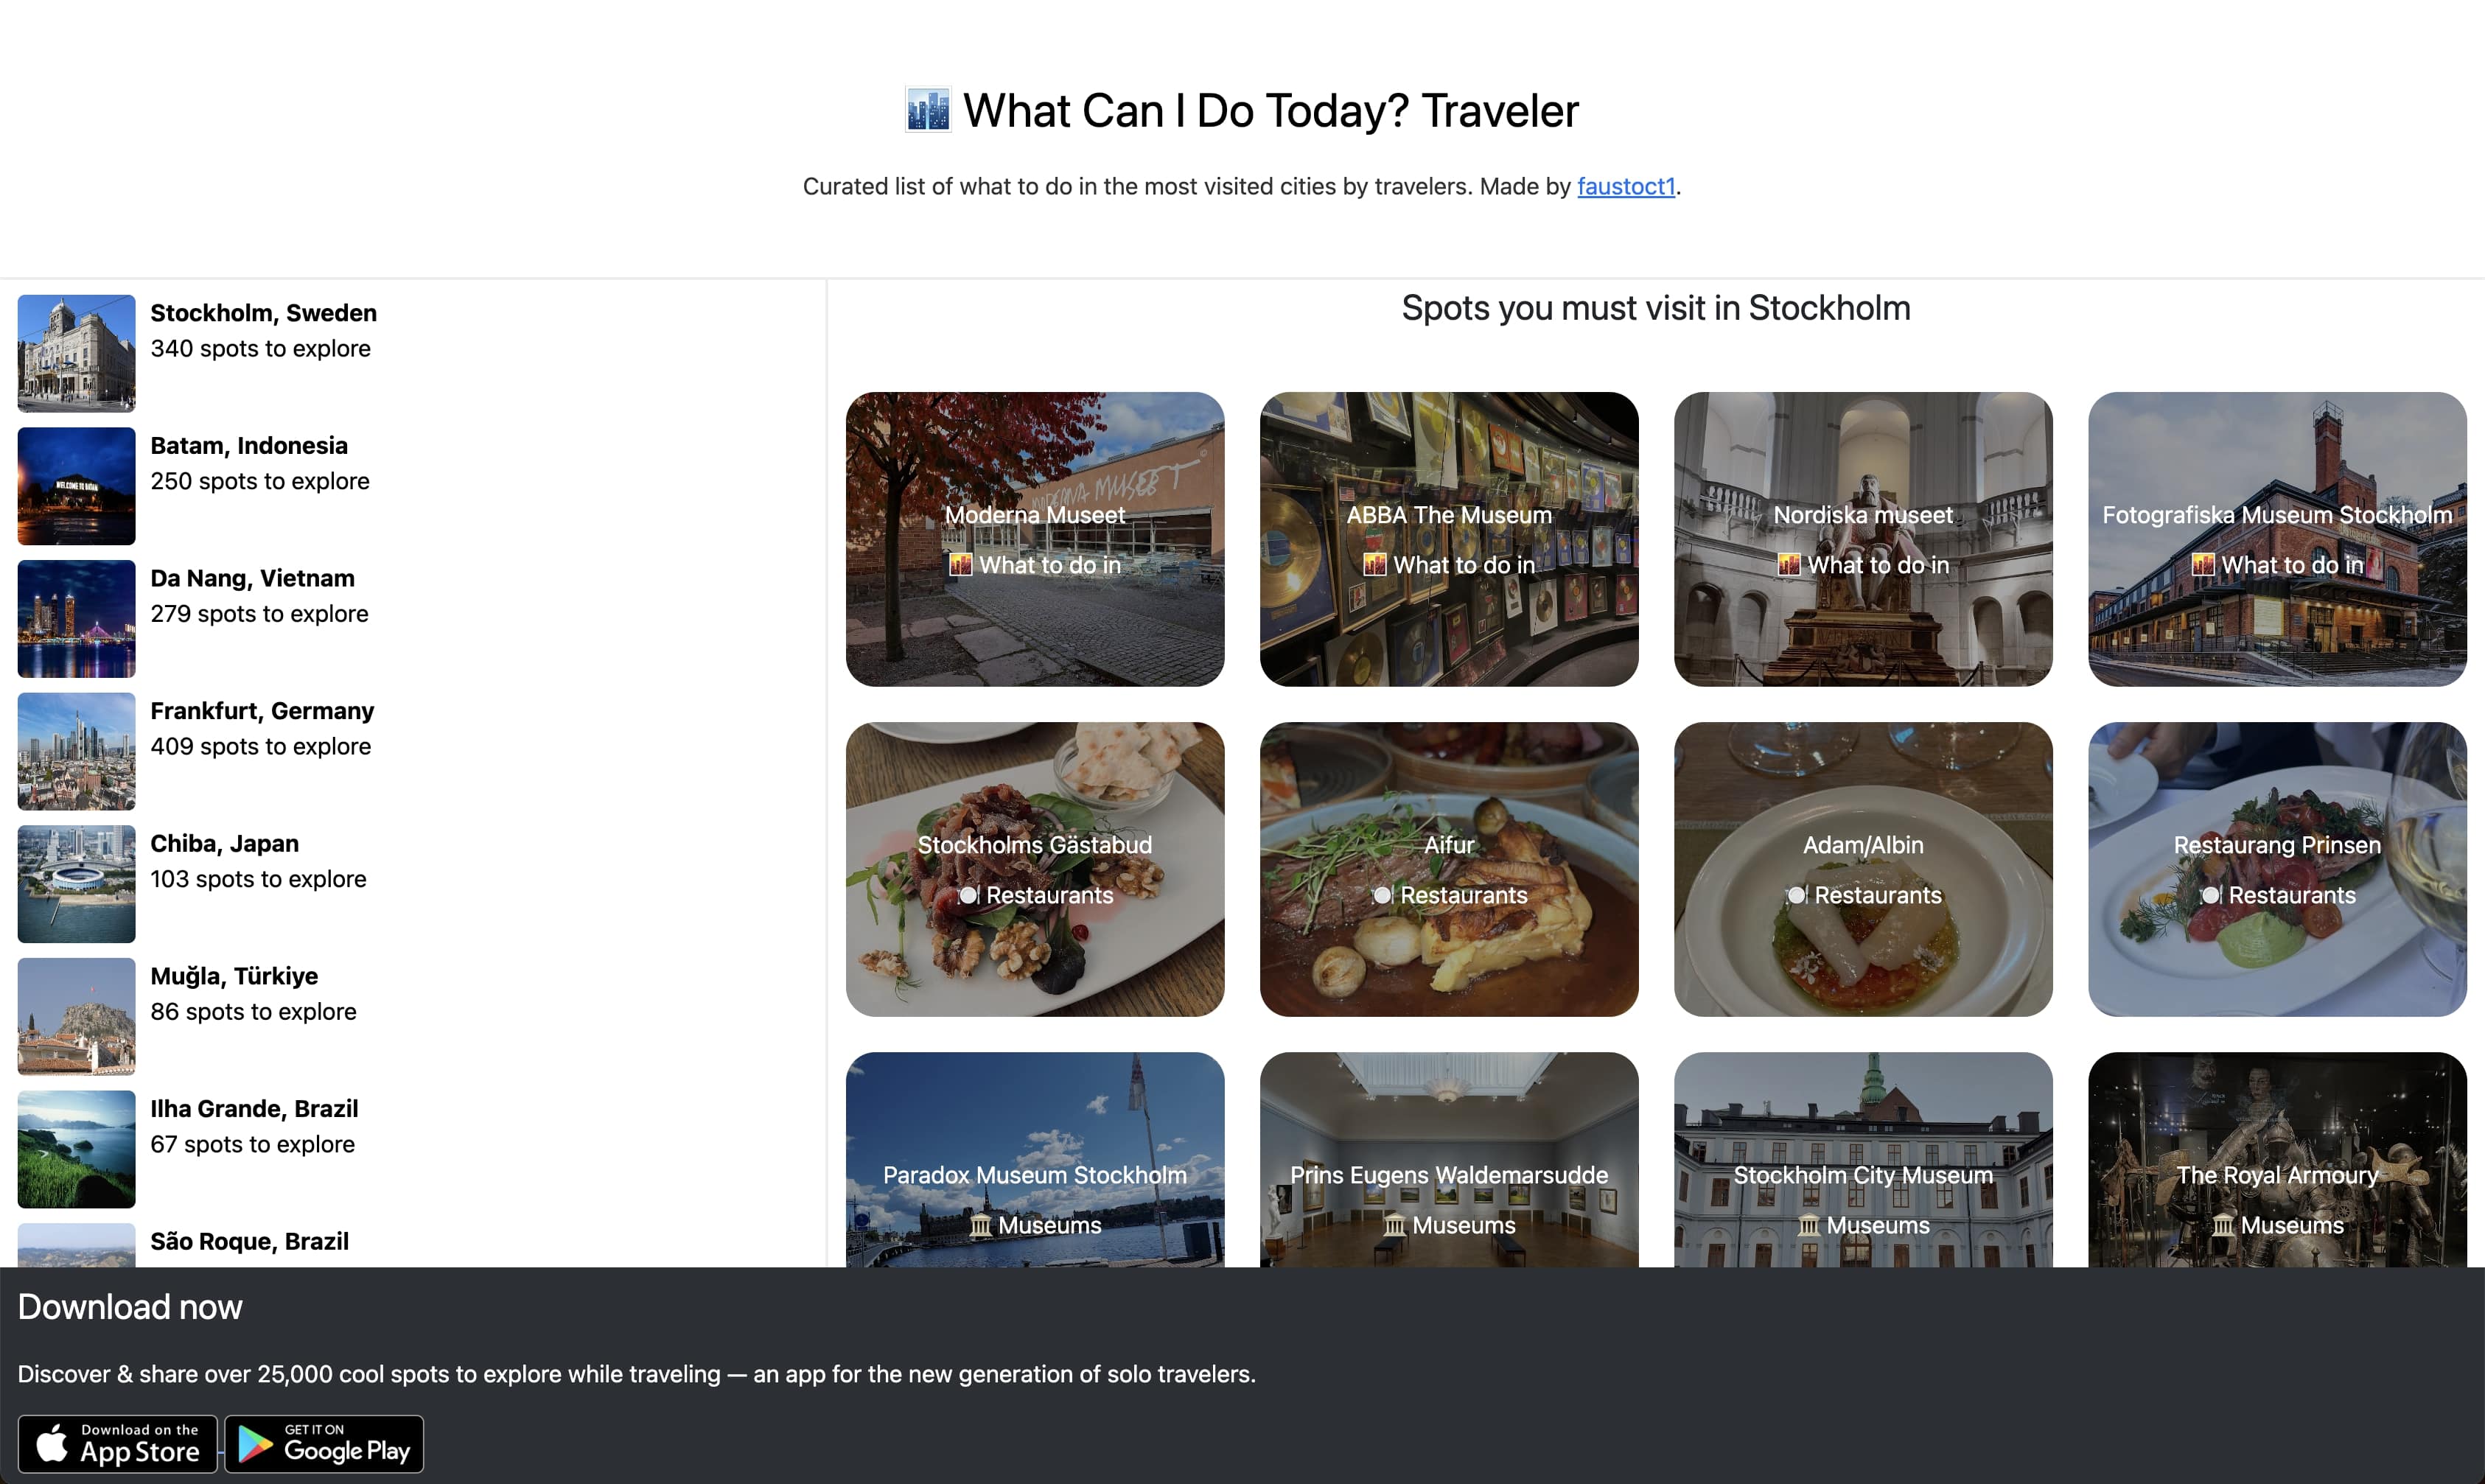 What Can I Do Today? Traveler
Curated list of what to do in the most visited cities by travelers. Made by faustoct1.
Stockholm, Sweden
340 spots to explore
Batam, Indonesia
250 spots to explore
WELCOME TO BATAM
Da Nang, Vietnam
279 spots to explore
Frankfurt, Germany
409 spots to explore
Chiba, Japan
103 spots to explore
Muğla, Türkiye
86 spots to explore
Ilha Grande, Brazil
67 spots to explore
São Roque, Brazil
Spots you must visit in Stockholm
MODERNA MUSEET
Moderna Museet
What to do in
ABBA The Museum
What to do in
Nordiska museet
What to do in
Fotografiska Museum Stockholm
What to do in
Stockholms Gästabud
Restaurants
Aifur
Restaurants
Adam/Albin
Restaurants
Restaurang Prinsen
Restaurants
Paradox Museum Stockholm
Museums
Prins Eugens Waldemarsudde
Museums
Stockholm City Museum
Museums
The Royal Armoury
Museums
Download now
Discover & share over 25,000 cool spots to explore while traveling — an app for the new generation of solo travelers.
Download on the
App Store
GET IT ON
Google Play